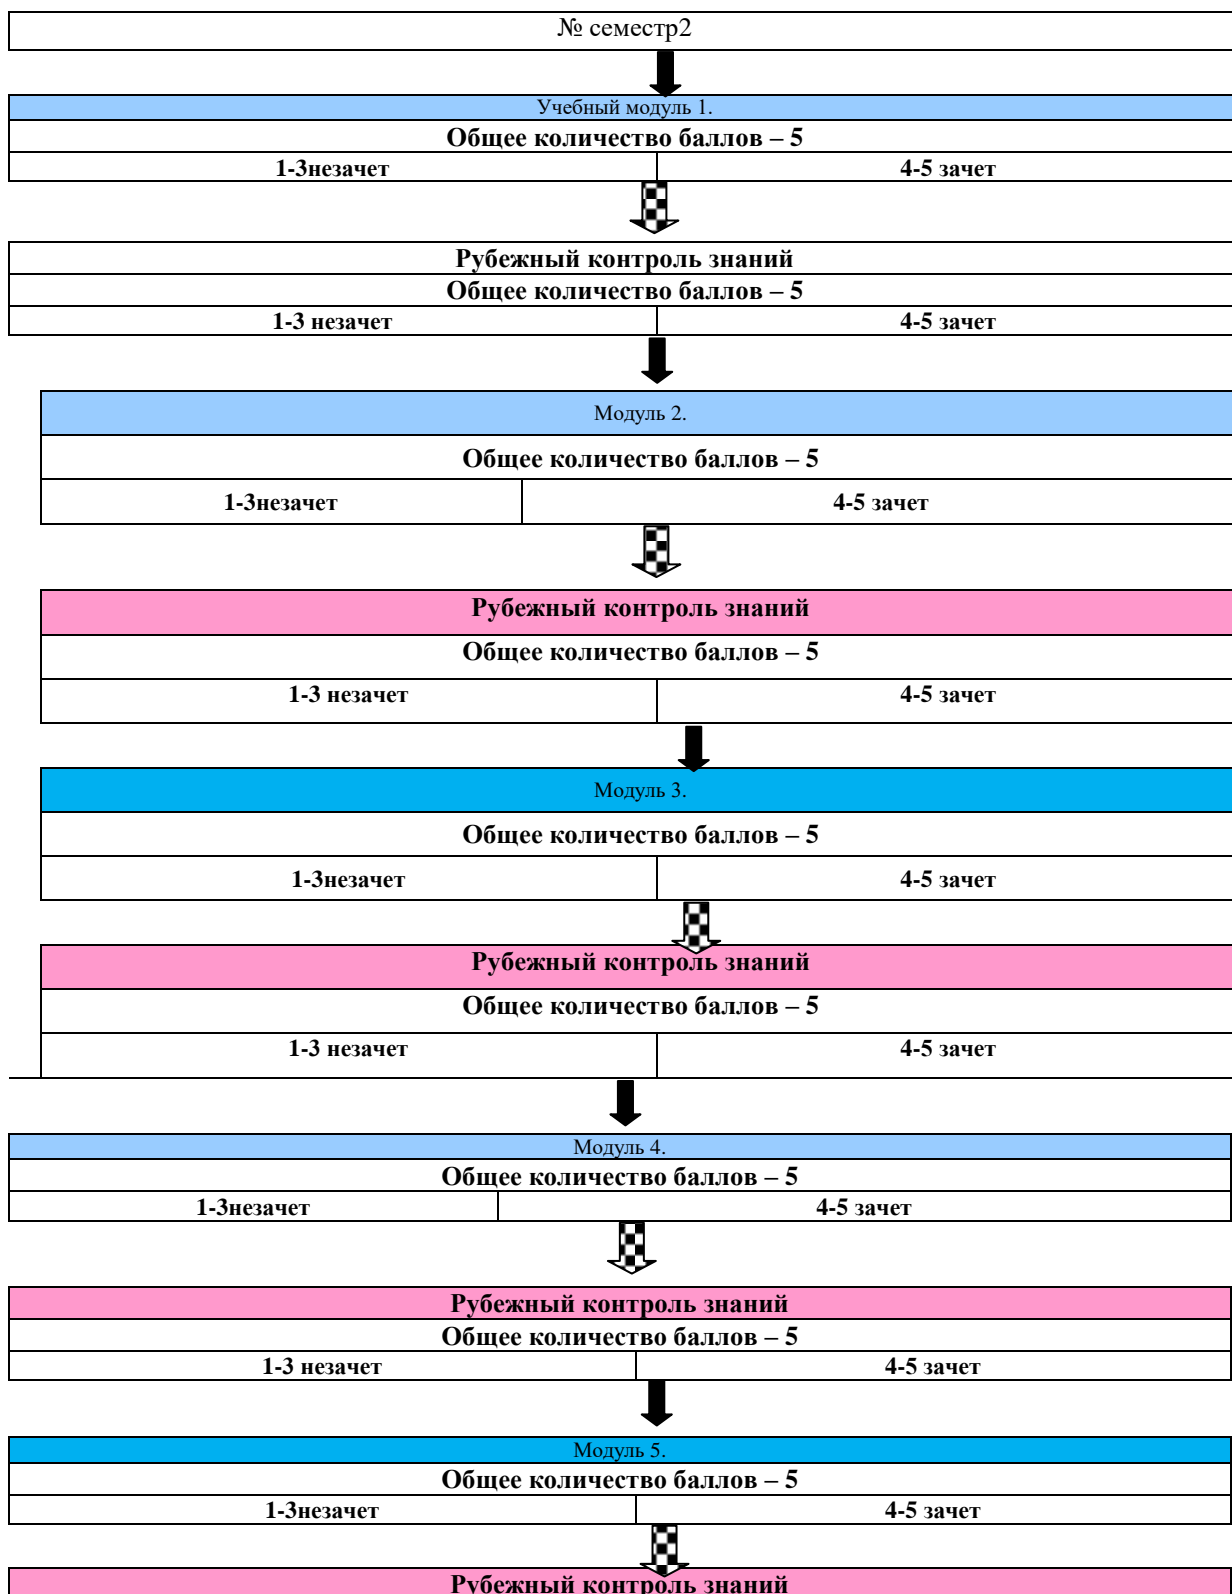 № семестр2
Учебный модуль 1.
Общее количество баллов – 5
1-3незачет 4-5 зачет
Рубежный контроль знаний
Общее количество баллов – 5
1-3 незачет 4-5 зачет
Модуль 2.
Общее количество баллов – 5
1-3незачет 4-5 зачет
Рубежный контроль знаний
Общее количество баллов – 5
1-3 незачет 4-5 зачет
Модуль 3.
Общее количество баллов – 5
1-3незачет 4-5 зачет
Рубежный контроль знаний
Общее количество баллов – 5
1-3 незачет 4-5 зачет
Модуль 4.
Общее количество баллов – 5
1-3незачет 4-5 зачет
Рубежный контроль знаний
Общее количество баллов – 5
1-3 незачет 4-5 зачет
Модуль 5.
Общее количество баллов – 5
1-3незачет 4-5 зачет
Рубежный контроль знаний